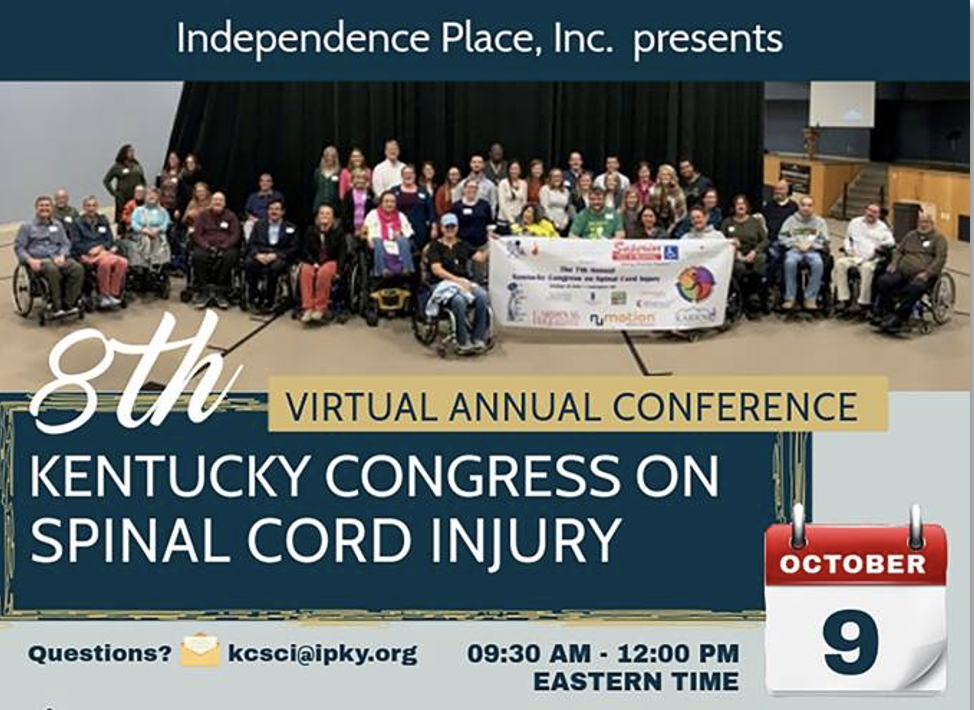 Independence Place, Inc. presents
Superior
The 7th Annual
Kentucky Congress on Spinal Cord Injury
numotion
8th
VIRTUAL ANNUAL CONFERENCE
KENTUCKY CONGRESS ON
SPINAL CORD INJURY
OCTOBER
9
Questions? kcsci@ipky.org
09:30 AM - 12:00 PM
EASTERN TIME